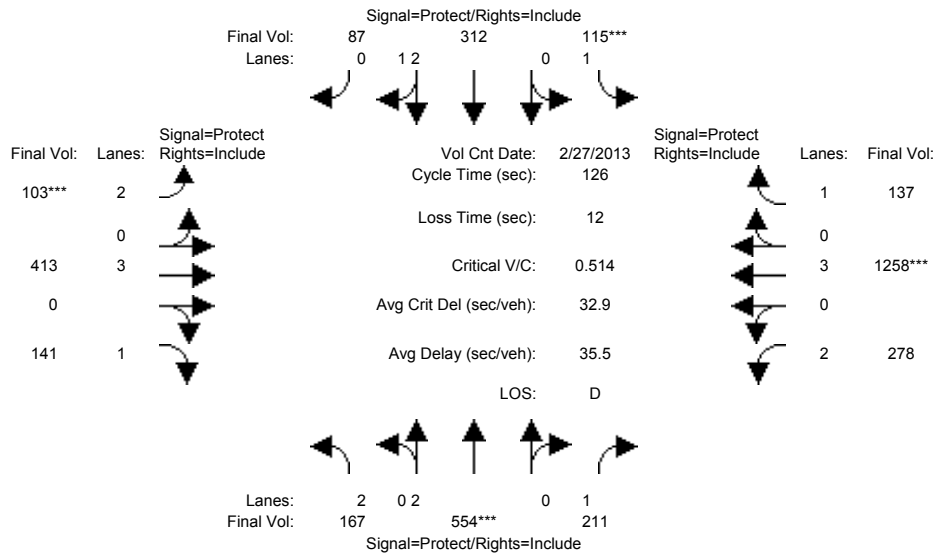 Signal=Protect/Rights=Include
Final Vol: 87 312 115***
Lanes: 0 1 2 0 1
Signal=Protect
Final Vol: Lanes: Rights=Include
Vol Cnt Date: 2/27/2013
Signal=Protect
Rights=Include Lanes: Final Vol:
Cycle Time (sec): 126
103*** 2
1 137
Loss Time (sec): 12
0
0
413 3
Critical V/C: 0.514
3 1258***
0
Avg Crit Del (sec/veh): 32.9
0
141 1
Avg Delay (sec/veh): 35.5
2 278
LOS: D
Lanes: 2 0 2 0 1
Final Vol: 167 554*** 211
Signal=Protect/Rights=Include